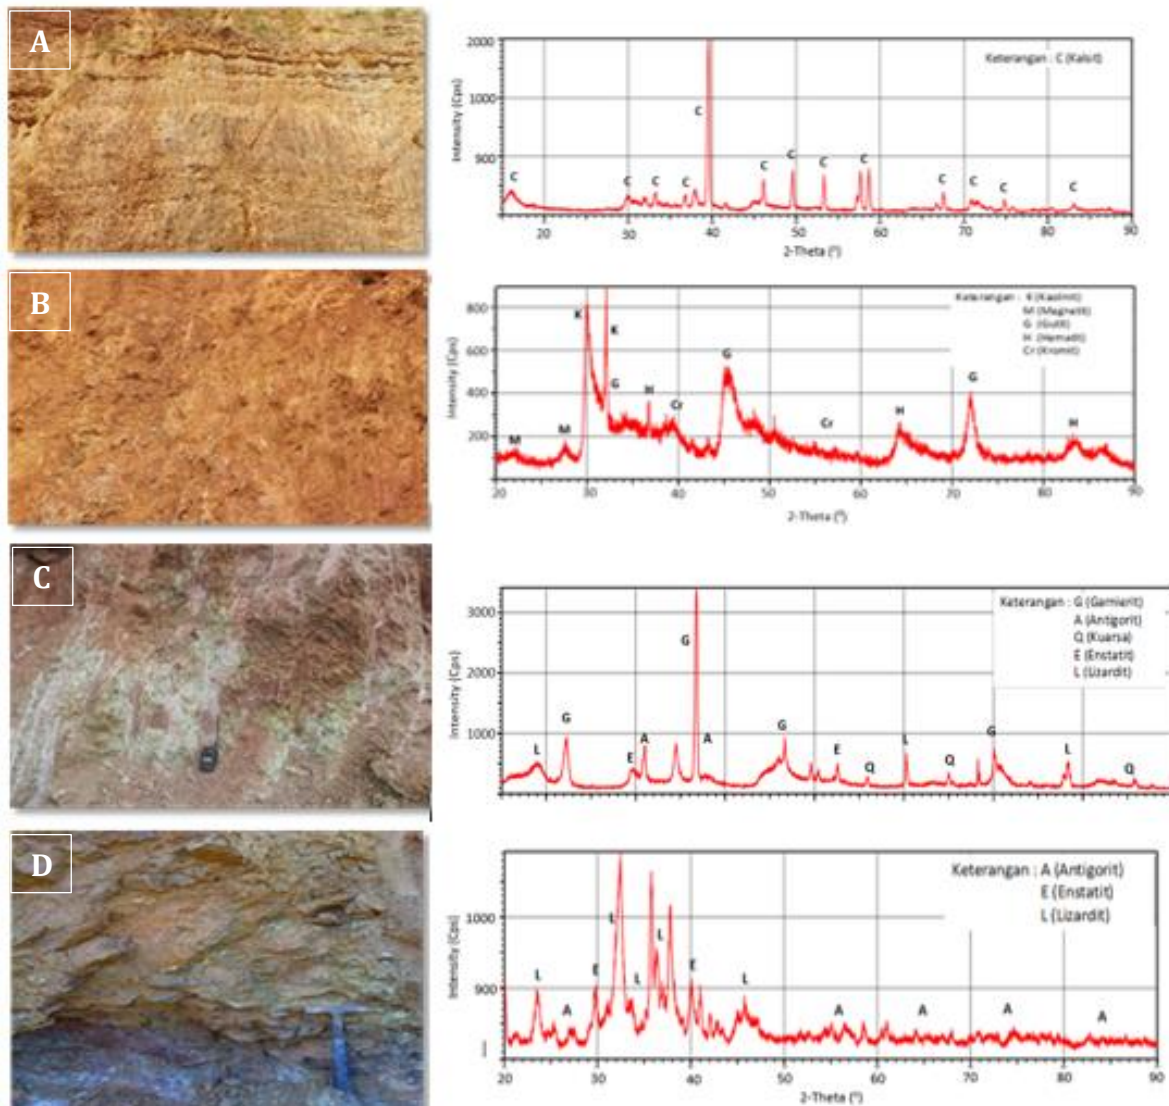 A
Keterangan : C (Kalsit)
Intensity (Cps)
2000
1000
900
C
C
C
C
C
C
C
C
C
C
C
C
C
20
30
40
50
60
70
80
90
2-Theta (°)
B
Keterangan : K (Kaolinit)
M (Magnetit)
G (Gutit)
H (Hematit)
Cr (Kromit)
Intensity (Cps)
800
600
400
200
M
M
K
K
G
H
Cr
G
Cr
H
G
H
20
30
40
50
60
70
80
90
2-Theta (°)
C
Keterangan : G (Garnierit)
A (Antigorit)
Q (Kuarsa)
E (Enstatit)
L (Lizardit)
Intensity (Cps)
3000
2000
1000
L
G
E
A
G
A
G
E
Q
L
Q
G
L
Q
D
Keterangan : A (Antigorit)
E (Enstatit)
L (Lizardit)
Intensity (Cps)
1000
900
L
A
E
L
L
L
E
L
A
A
A
A
20
30
40
50
60
70
80
90
2-Theta (°)